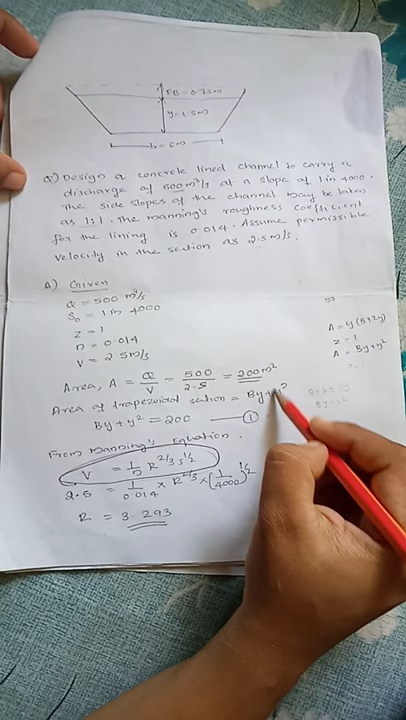 FB = 0.75m
y = 1.5m
b = 6m
Q) Design a concrete lined channel to carry a
discharge of 500 m³/s at a slope of 1 in 4000.
The side slopes of the channel may be taken
as 1:1. The manning's roughness coefficient
for the lining is 0.014. Assume permissible
velocity in the section as 2.5 m/s.
A) Given
Q = 500 m³/s
S₀ = 1 in 4000
Z = 1
n = 0.014
V = 2.5m/s
A = y(B+zy)
z = 1
A = By+y²
Area, A = Q/V = 500/2.5 = 200m²
Area of trapezoidal section = By+
By + y² = 200 — ①
From Manning's Equation.
V = 1/n R^2/3 S^1/2
2.5 = 1/0.014 × R^2/3 × (1/4000)^1/2
R = 3.293